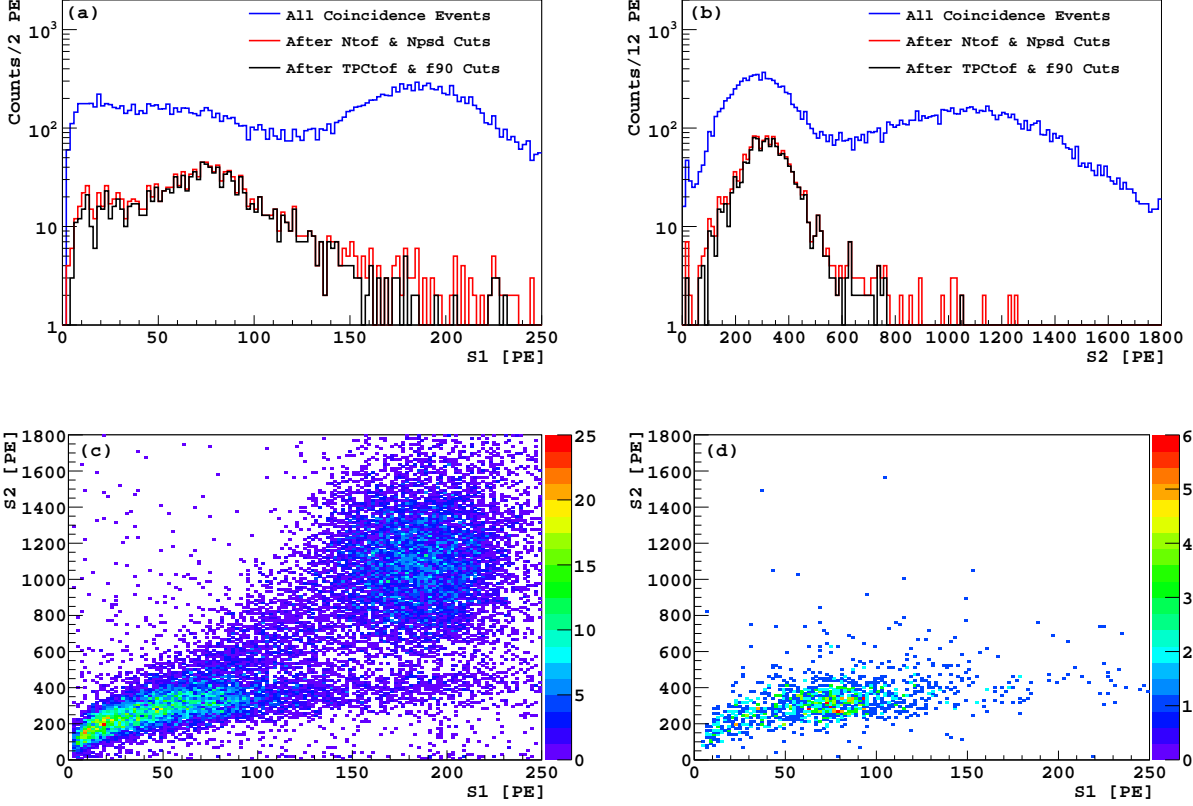 (a)
All Coincidence Events
After Ntof & Npsd Cuts
After TPCtof & f90 Cuts
Counts/2 PE
10³
10²
10
1
0 50 100 150 200 250
S1 [PE]
(b)
All Coincidence Events
After Ntof & Npsd Cuts
After TPCtof & f90 Cuts
Counts/12 PE
10³
10²
10
1
0 200 400 600 800 1000 1200 1400 1600 1800
S2 [PE]
(c)
S2 [PE]
1800
1600
1400
1200
1000
800
600
400
200
0
0 50 100 150 200 250
S1 [PE]
25
20
15
10
5
0
(d)
S2 [PE]
1800
1600
1400
1200
1000
800
600
400
200
0
0 50 100 150 200 250
S1 [PE]
6
5
4
3
2
1
0